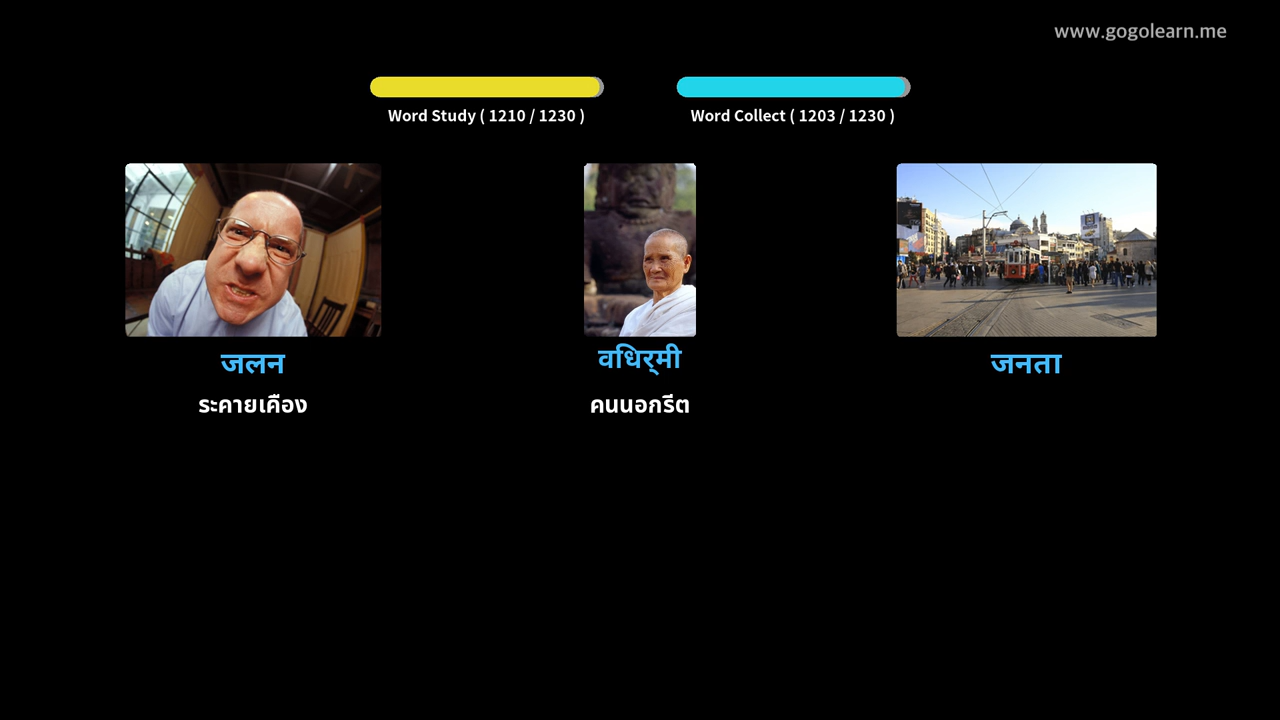 www.gogolearn.me
Word Study ( 1210 / 1230 )
Word Collect ( 1203 / 1230 )
जलन
वधिर्मी
जनता
ระคายเคือง
คนนอกรีต